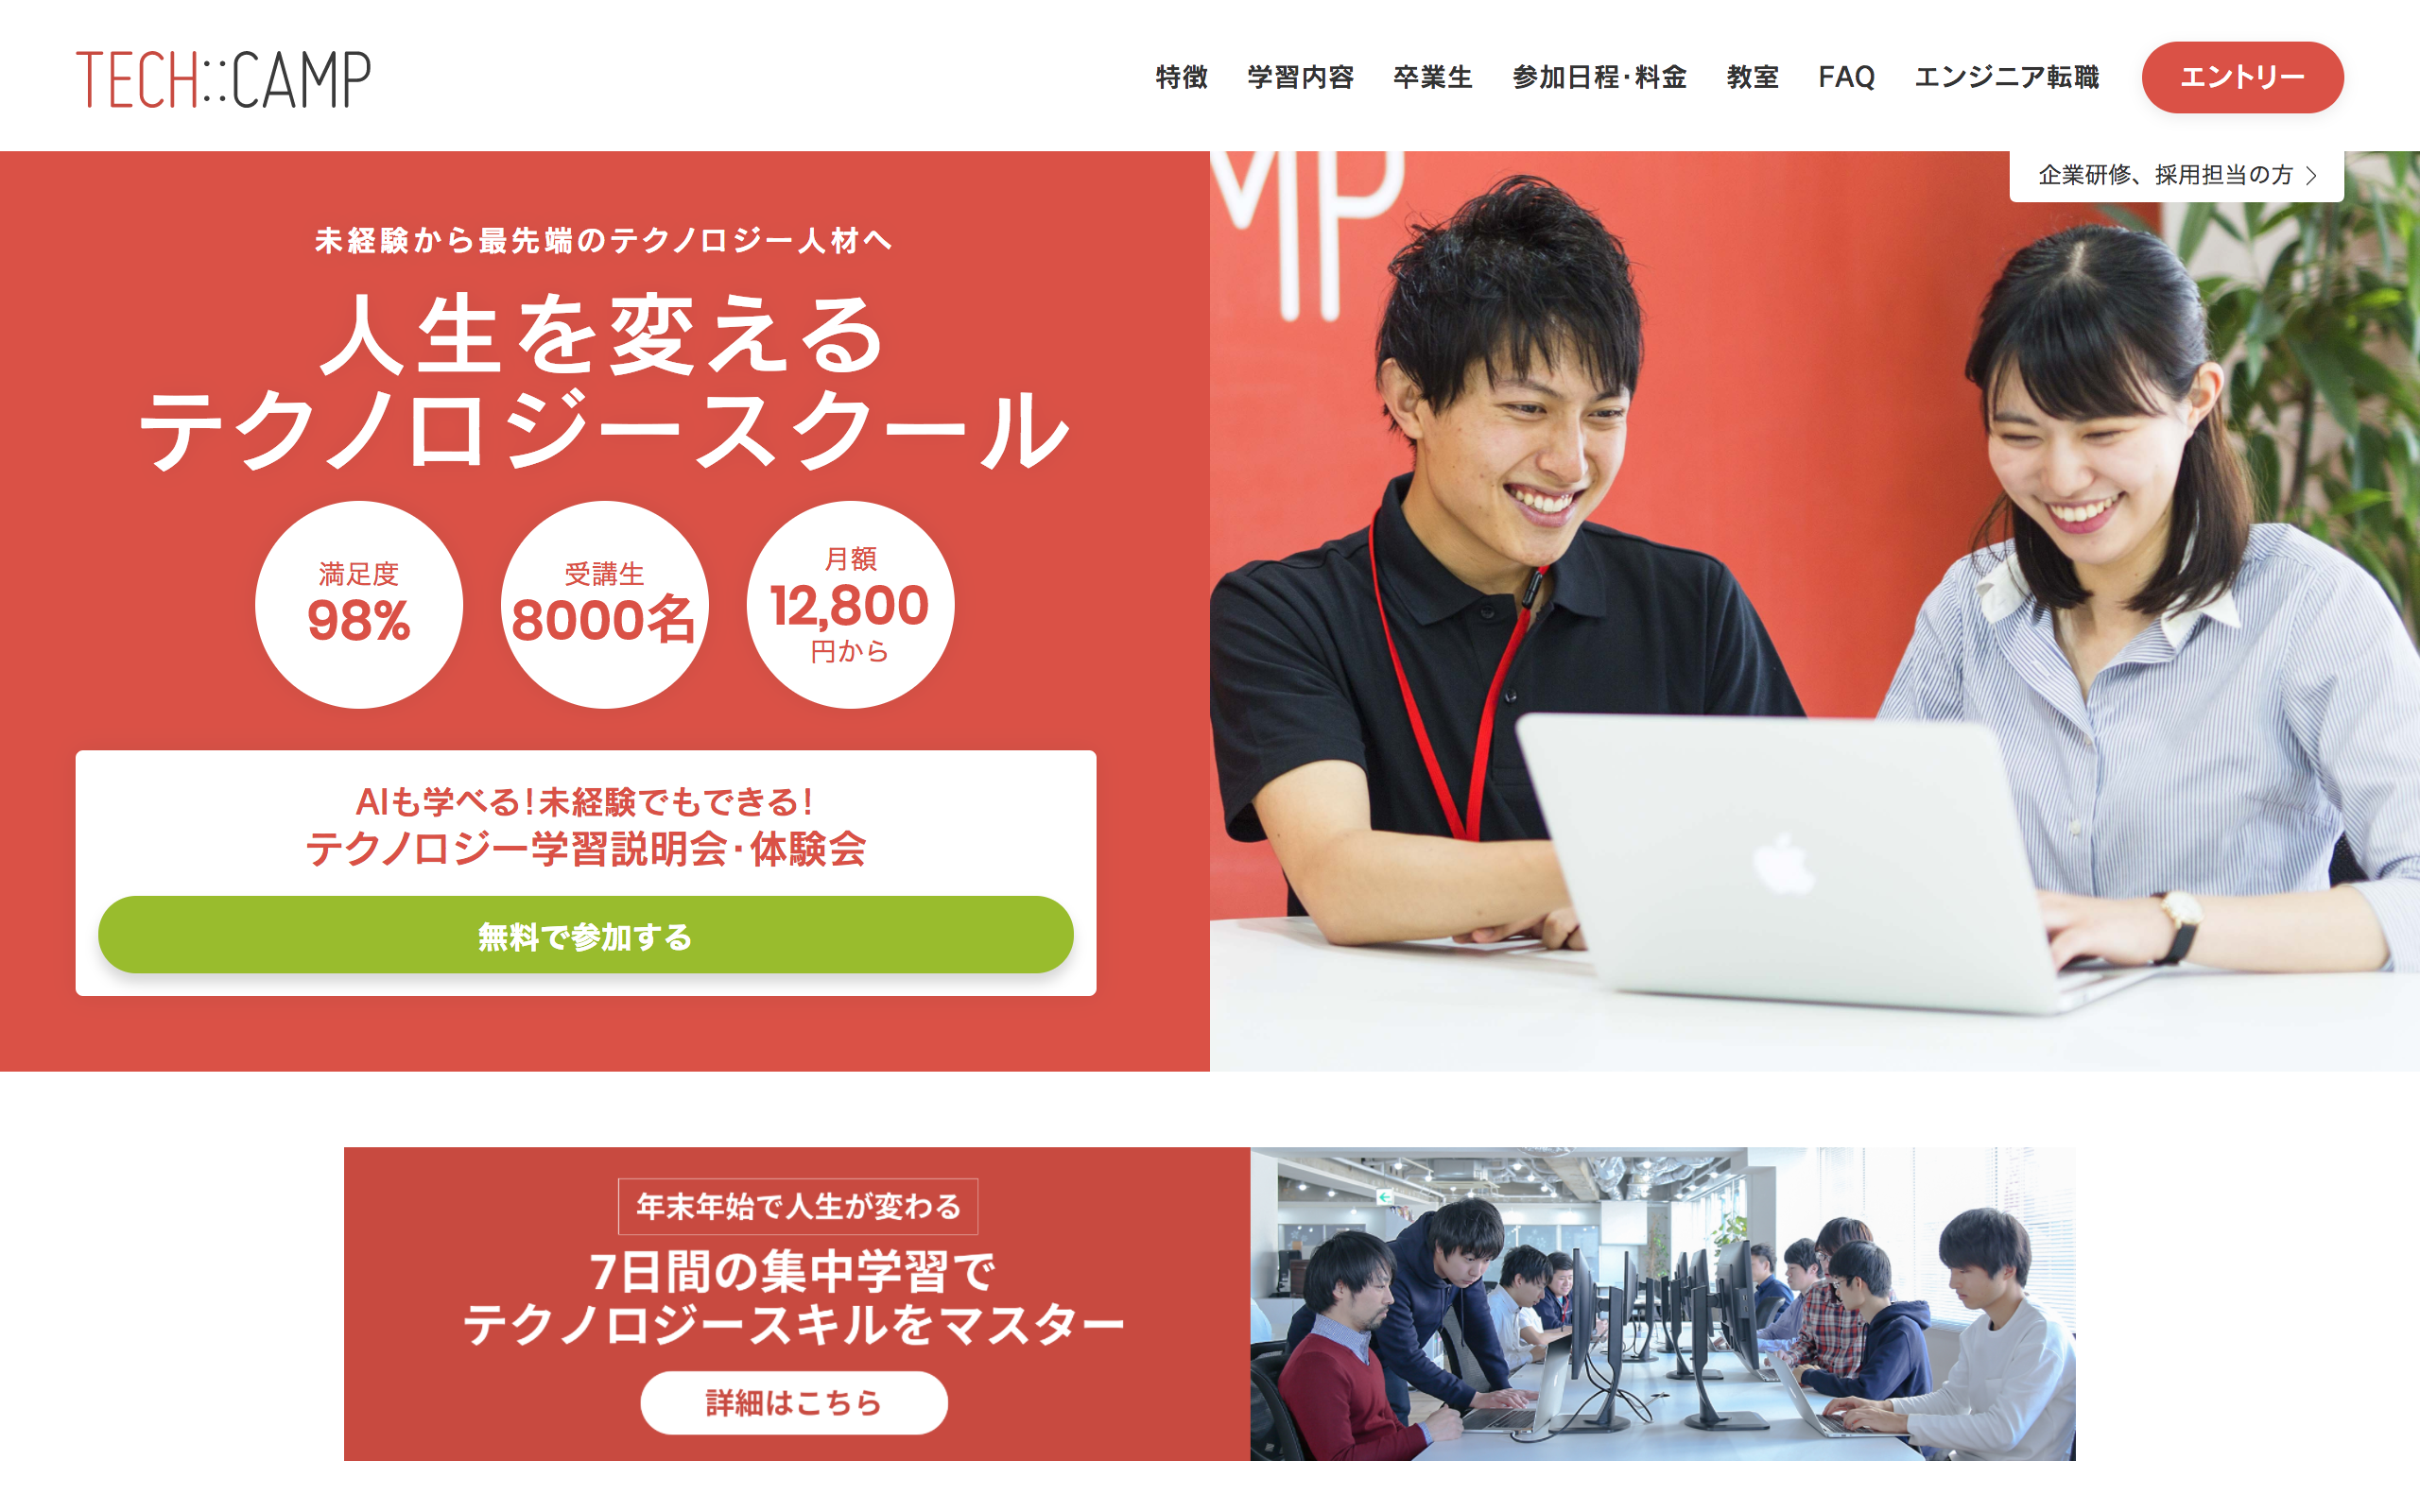 TECH::CAMP
特徴 学習内容 卒業生 参加日程・料金 教室 FAQ エンジニア転職 エントリー
企業研修、採用担当の方
未経験から最先端のテクノロジー人材へ
人生を変える
テクノロジースクール
満足度
98%
受講生
8000名
月額
12,800
円から
AIも学べる！未経験でもできる！
テクノロジー学習説明会・体験会
無料で参加する
MP
年末年始で人生が変わる
7日間の集中学習で
テクノロジースキルをマスター
詳細はこちら